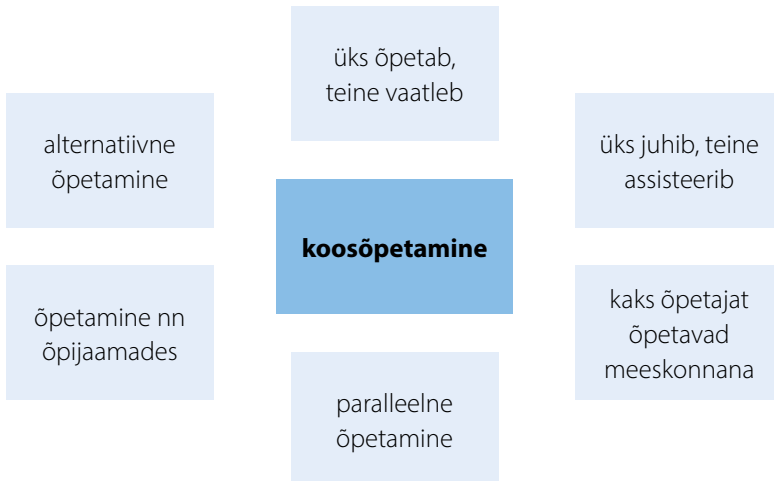 üks õpetab,
teine vaatleb
alternatiivne
õpetamine
üks juhib, teine
assisteerib
koosõpetamine
õpetamine nn
õpijaamades
kaks õpetajat
õpetavad
meeskonnana
paralleelne
õpetamine